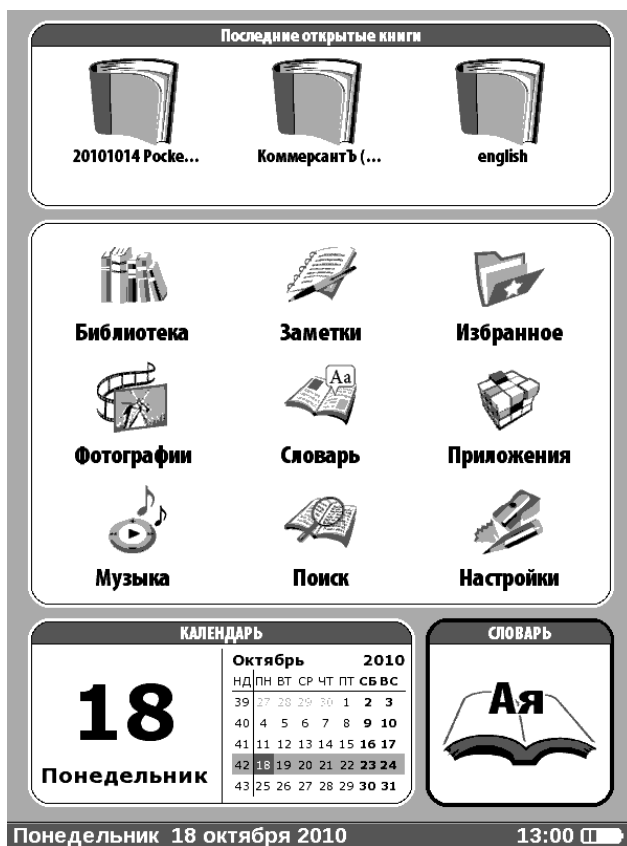 Последние открытые книги
20101014 Pocke... КоммерсантЪ (... english
Библиотека Заметки Избранное
Aa
Фотографии Словарь Приложения
Музыка Поиск Настройки
КАЛЕНДАРЬ
18
Понедельник
Октябрь 2010
НД ПН ВТ СР ЧТ ПТ СБ ВС
39 27 28 29 30 1 2 3
40 4 5 6 7 8 9 10
41 11 12 13 14 15 16 17
42 18 19 20 21 22 23 24
43 25 26 27 28 29 30 31
СЛОВАРЬ
Ая
Понедельник 18 октября 2010 13:00